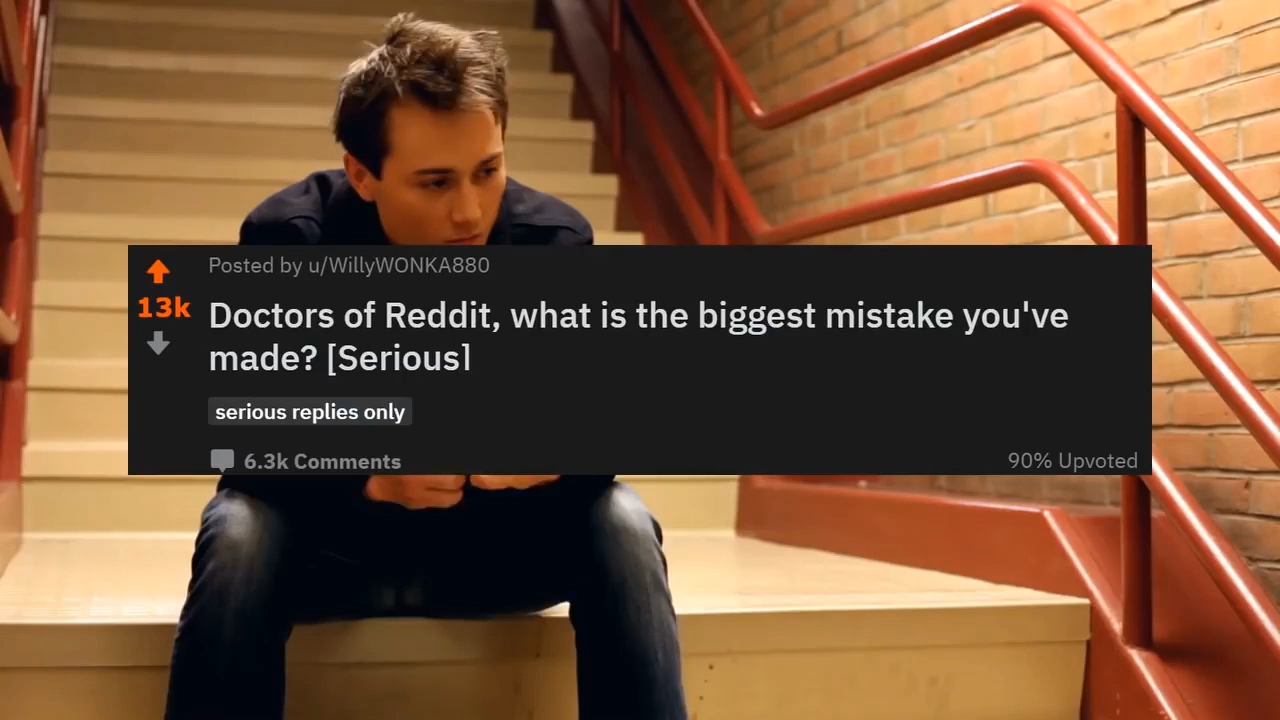 Posted by u/WillyWONKA880
13k
Doctors of Reddit, what is the biggest mistake you've
made? [Serious]
serious replies only
6.3k Comments
90% Upvoted